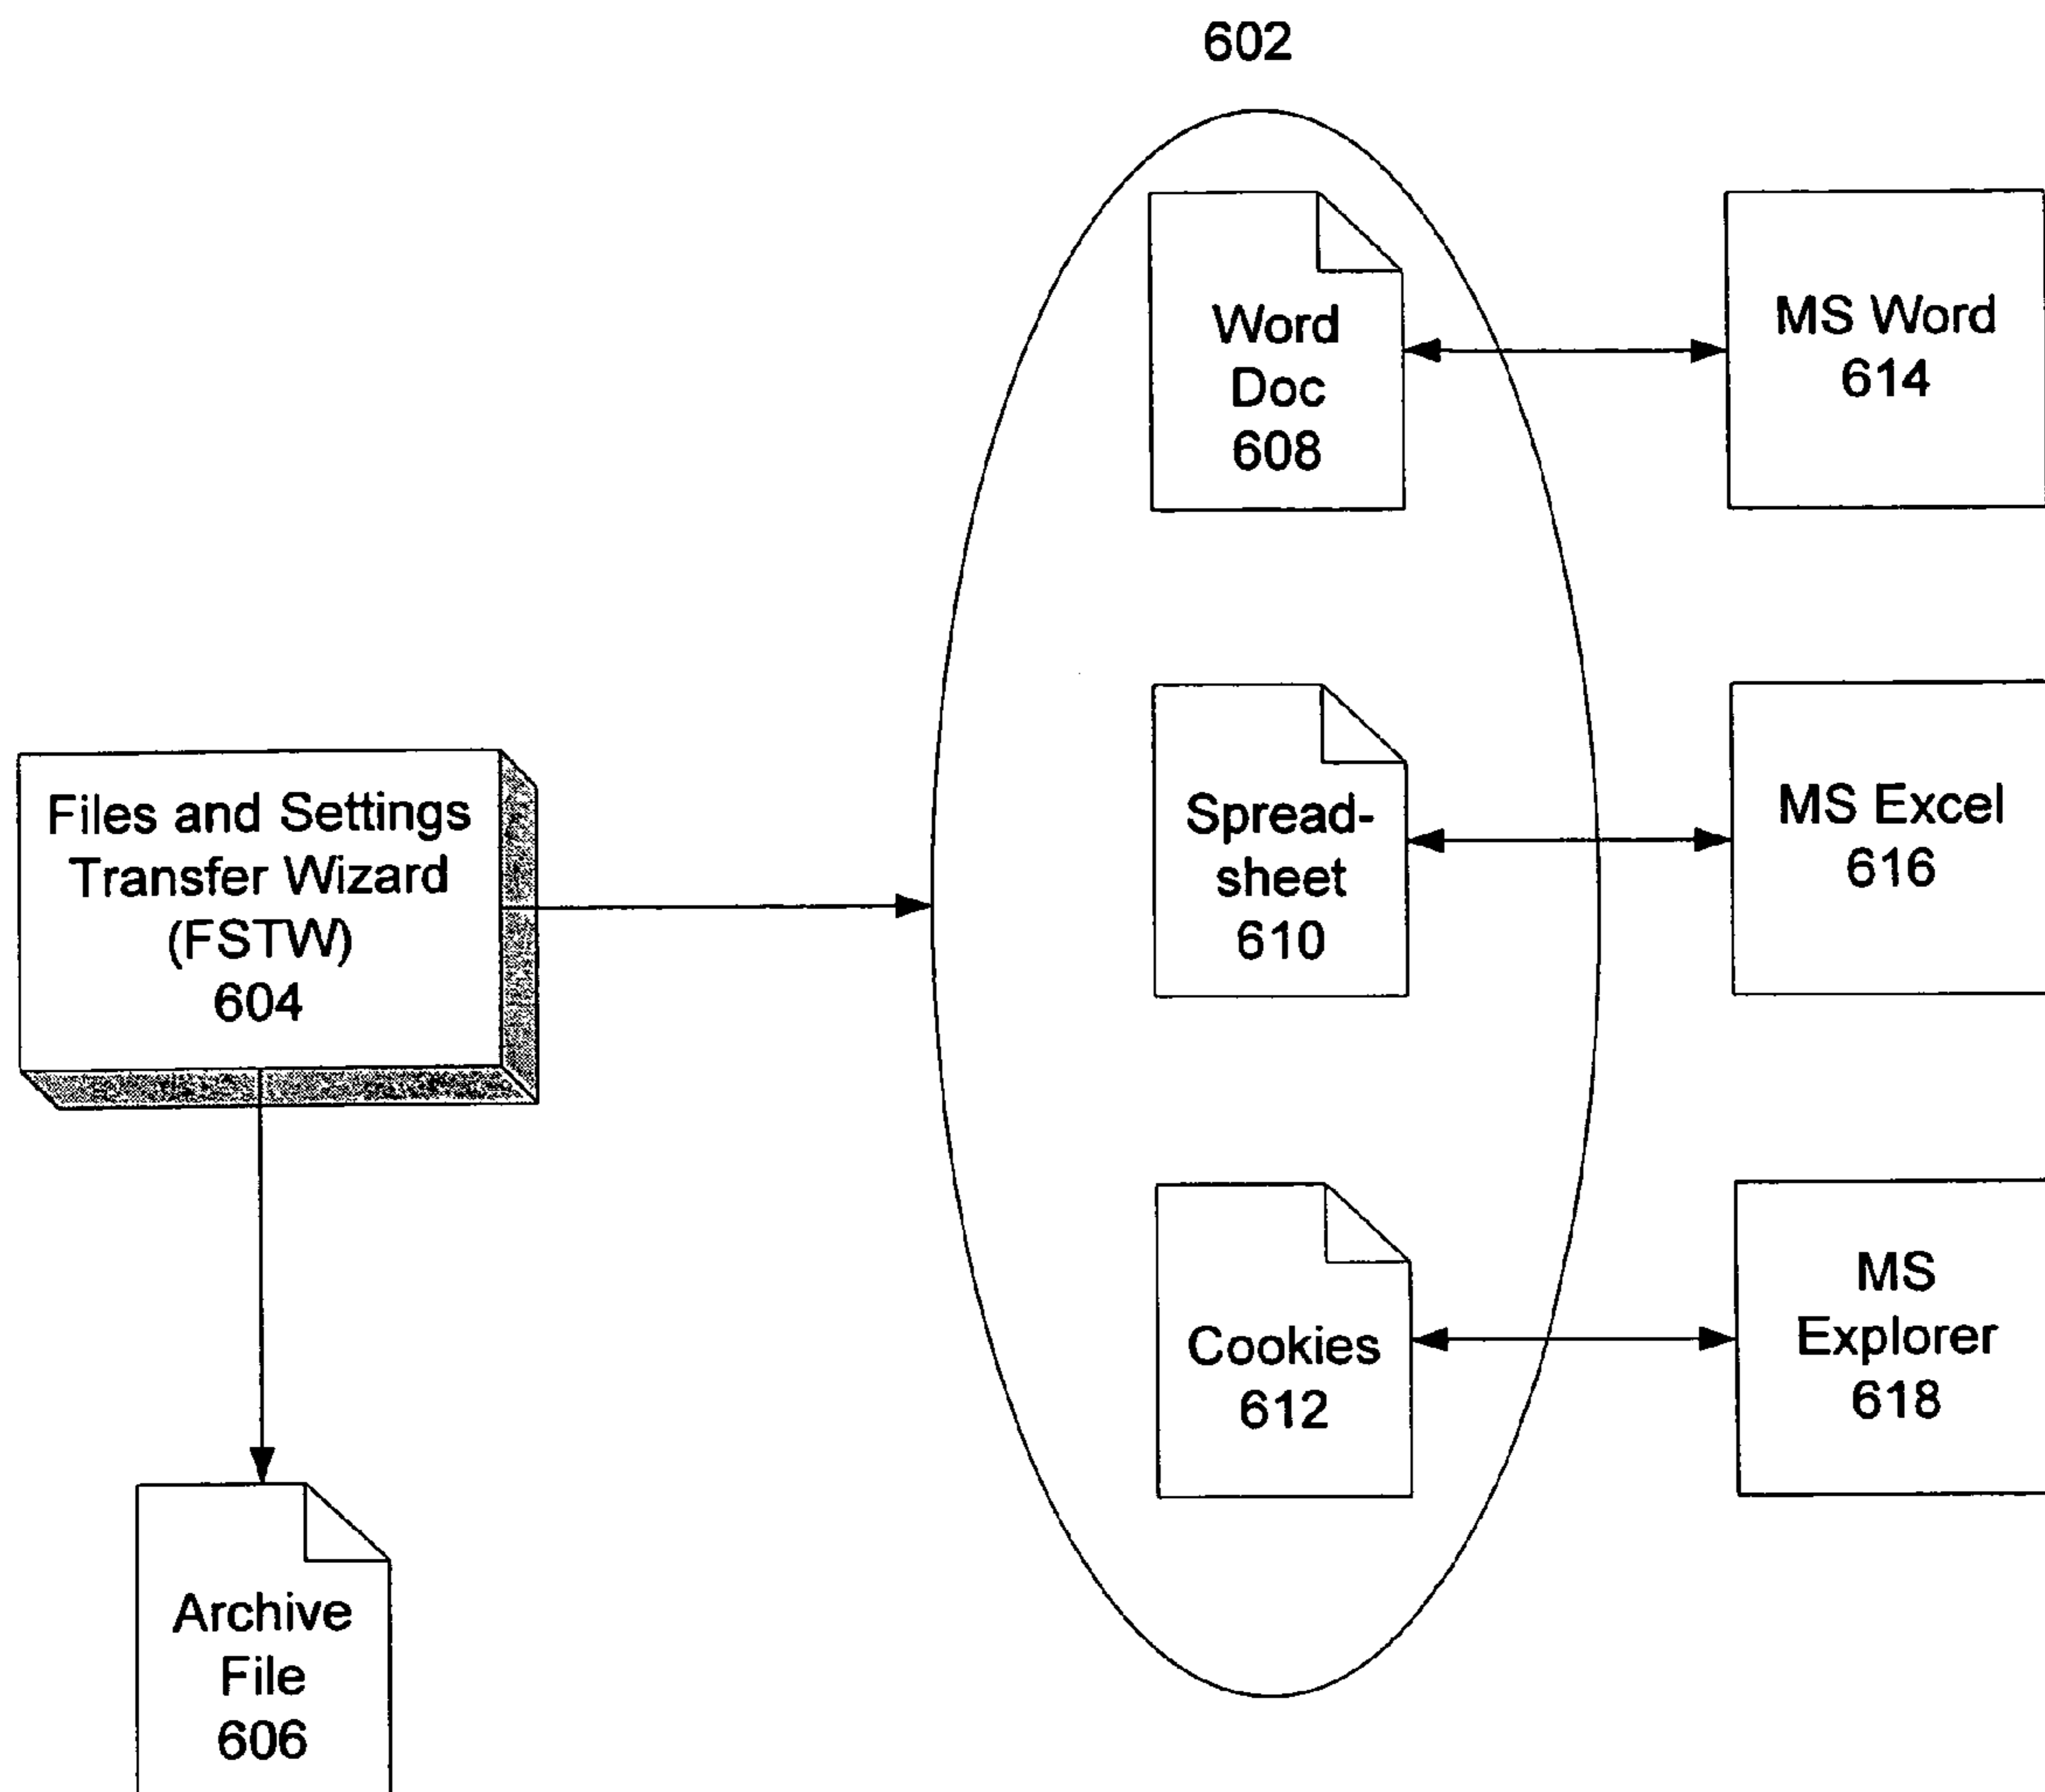 602
Word
Doc
608
MS Word
614
Files and Settings
Transfer Wizard
(FSTW)
604
Spread-
sheet
610
MS Excel
616
Cookies
612
MS
Explorer
618
Archive
File
606